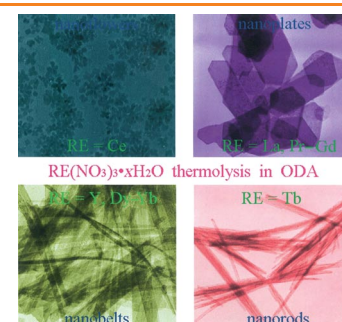 nanoplates
RE = Ce
RE = La, Pr-Gd
RE(NO3)3•xH2O thermolysis in ODA
RE = Y, Dy-Yb
RE = Tb
nanobelts
nanorods